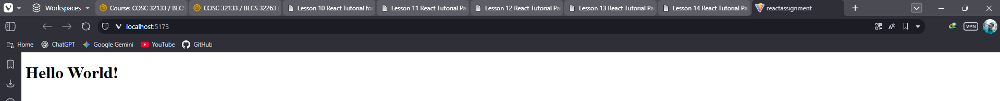 Workspaces Course: COSC 32133 / BECS COSC 32133 / BECS 32263 Lesson 10 React Tutorial for Lesson 11 React Tutorial Pa Lesson 12 React Tutorial Pa Lesson 13 React Tutorial Pa Lesson 14 React Tutorial Pa reactassignment
localhost:5173 VPN
Home ChatGPT Google Gemini YouTube GitHub
Hello World!